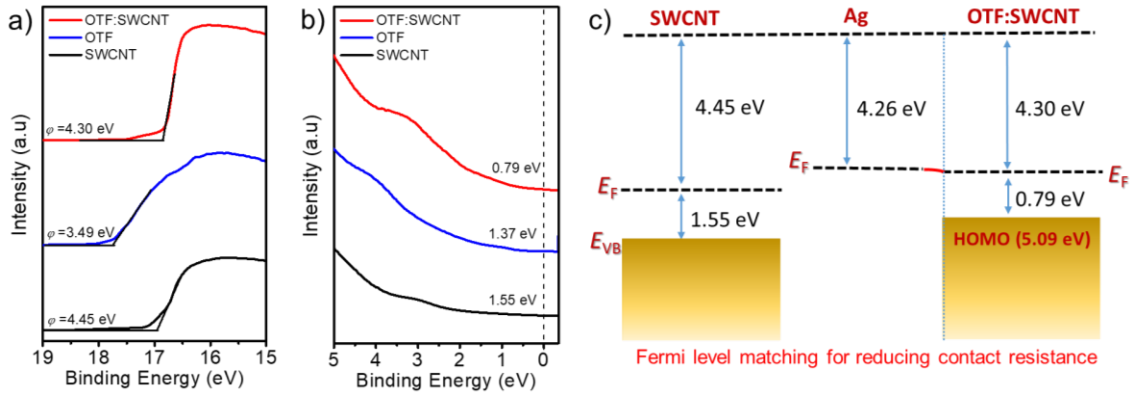 a)
OTF:SWCNT
OTF
SWCNT
φ=4.30 eV
φ=3.49 eV
φ=4.45 eV
Intensity (a.u)
19 18 17 16 15
Binding Energy (eV)
b)
OTF:SWCNT
OTF
SWCNT
0.79 eV
1.37 eV
1.55 eV
Intensity (a.u)
5 4 3 2 1 0
Binding Energy (eV)
c)
SWCNT Ag OTF:SWCNT
4.45 eV 4.26 eV 4.30 eV
EF EF EF
1.55 eV 0.79 eV
EVB HOMO (5.09 eV)
Fermi level matching for reducing contact resistance